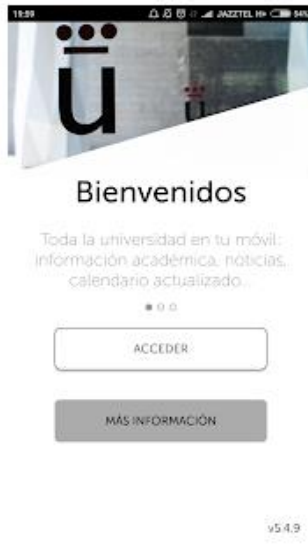 19:59 JAZZTEL H+ 94%
ü
ü
Bienvenidos
Toda la universidad en tu móvil:
información académica, noticias,
calendario actualizado...
ACCEDER
MÁS INFORMACIÓN
v5.4.9